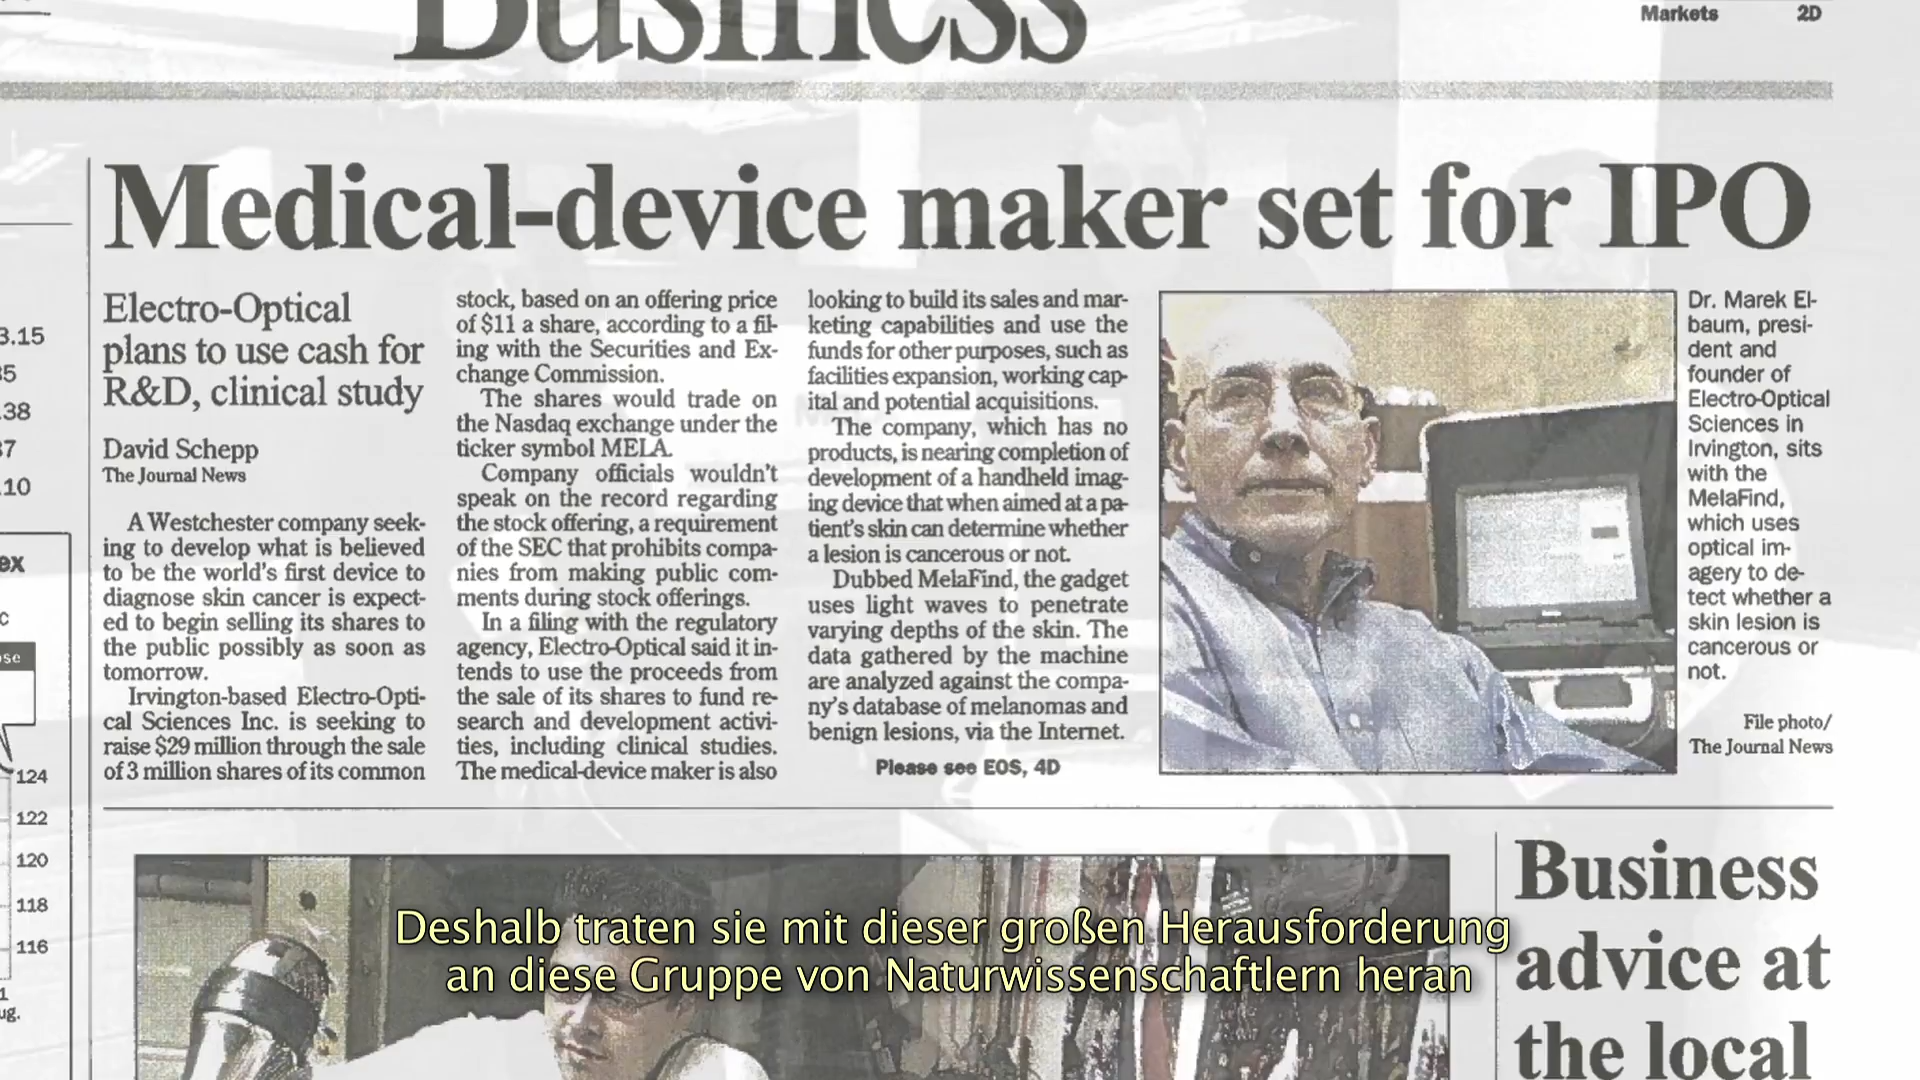 Business
Markets 2D
Medical-device maker set for IPO
Electro-Optical
plans to use cash for
R&D, clinical study
David Schepp
The Journal News
A Westchester company seek-
ing to develop what is believed
to be the world's first device to
diagnose skin cancer is expect-
ed to begin selling its shares to
the public possibly as soon as
tomorrow.
Irvington-based Electro-Opti-
cal Sciences Inc. is seeking to
raise $29 million through the sale
of 3 million shares of its common
stock, based on an offering price
of $11 a share, according to a fil-
ing with the Securities and Ex-
change Commission.
The shares would trade on
the Nasdaq exchange under the
ticker symbol MELA.
Company officials wouldn't
speak on the record regarding
the stock offering, a requirement
of the SEC that prohibits compa-
nies from making public com-
ments during stock offerings.
In a filing with the regulatory
agency, Electro-Optical said it in-
tends to use the proceeds from
the sale of its shares to fund re-
search and development activi-
ties, including clinical studies.
The medical-device maker is also
looking to build its sales and mar-
keting capabilities and use the
funds for other purposes, such as
facilities expansion, working cap-
ital and potential acquisitions.
The company, which has no
products, is nearing completion of
development of a handheld imag-
ing device that when aimed at a pa-
tient's skin can determine whether
a lesion is cancerous or not.
Dubbed MelaFind, the gadget
uses light waves to penetrate
varying depths of the skin. The
data gathered by the machine
are analyzed against the compa-
ny's database of melanomas and
benign lesions, via the Internet.
Please see EOS, 4D
Dr. Marek El-
baum, presi-
dent and
founder of
Electro-Optical
Sciences in
Irvington, sits
with the
MelaFind,
which uses
optical im-
agery to de-
tect whether a
skin lesion is
cancerous or
not.
File photo/
The Journal News
3.15
.38
.10
124
122
120
118
116
Business
advice at
the local
Deshalb traten sie mit dieser großen Herausforderung
an diese Gruppe von Naturwissenschaftlern heran